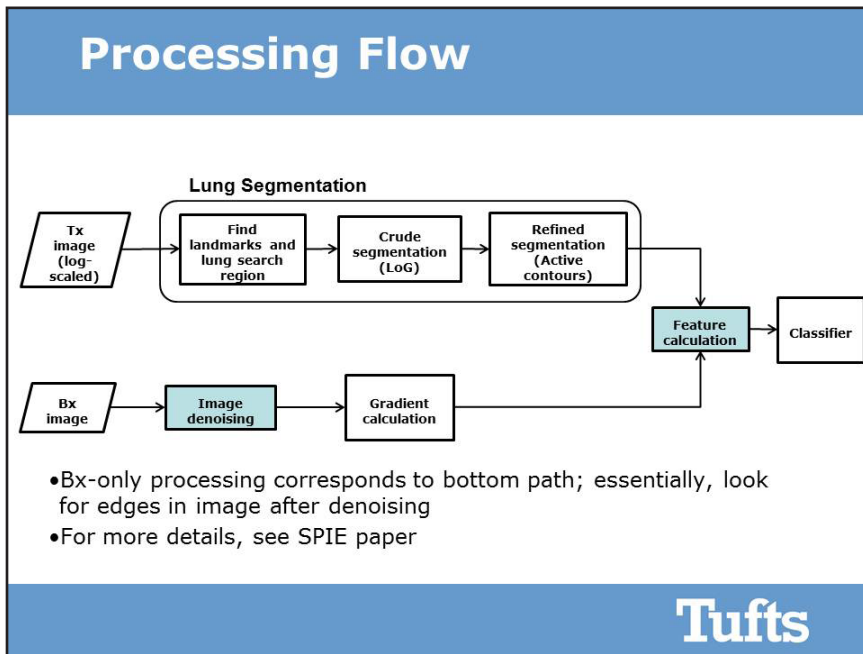 Processing Flow
Lung Segmentation
Tx
image
(log-
scaled)
Find
landmarks and
lung search
region
Crude
segmentation
(LoG)
Refined
segmentation
(Active
contours)
Feature
calculation
Classifier
Bx
image
Image
denoising
Gradient
calculation
•Bx-only processing corresponds to bottom path; essentially, look
for edges in image after denoising
•For more details, see SPIE paper
Tufts